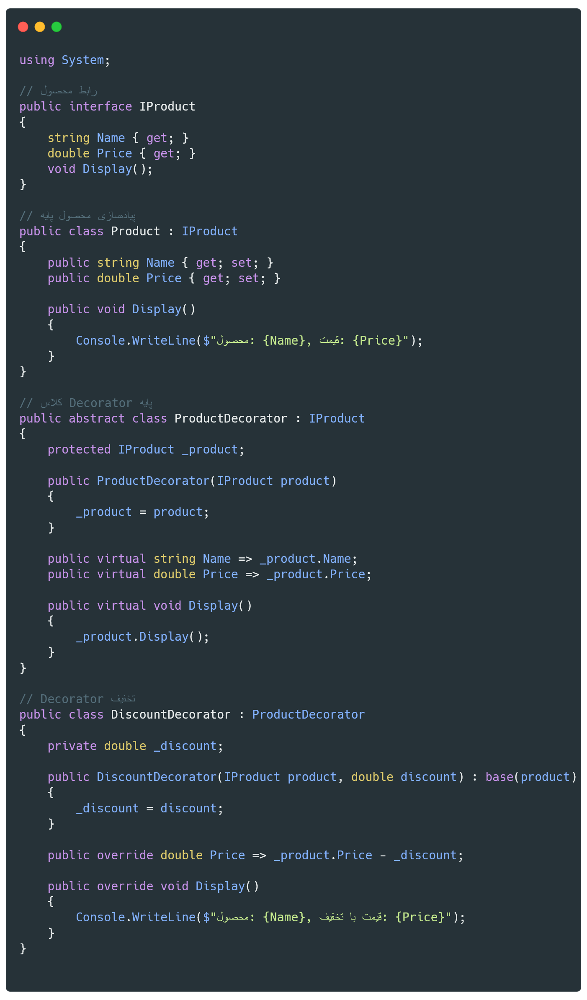 using System;

// رابط محصول
public interface IProduct
{
    string Name { get; }
    double Price { get; }
    void Display();
}

// پیاده‌سازی محصول پایه
public class Product : IProduct
{
    public string Name { get; set; }
    public double Price { get; set; }

    public void Display()
    {
        Console.WriteLine($"محصول: {Name}, قیمت: {Price}");
    }
}

// کلاس Decorator پایه
public abstract class ProductDecorator : IProduct
{
    protected IProduct _product;

    public ProductDecorator(IProduct product)
    {
        _product = product;
    }

    public virtual string Name => _product.Name;
    public virtual double Price => _product.Price;

    public virtual void Display()
    {
        _product.Display();
    }
}

// Decorator تخفیف
public class DiscountDecorator : ProductDecorator
{
    private double _discount;

    public DiscountDecorator(IProduct product, double discount) : base(product)
    {
        _discount = discount;
    }

    public override double Price => _product.Price - _discount;

    public override void Display()
    {
        Console.WriteLine($"محصول: {Name}, قیمت با تخفیف: {Price}");
    }
}